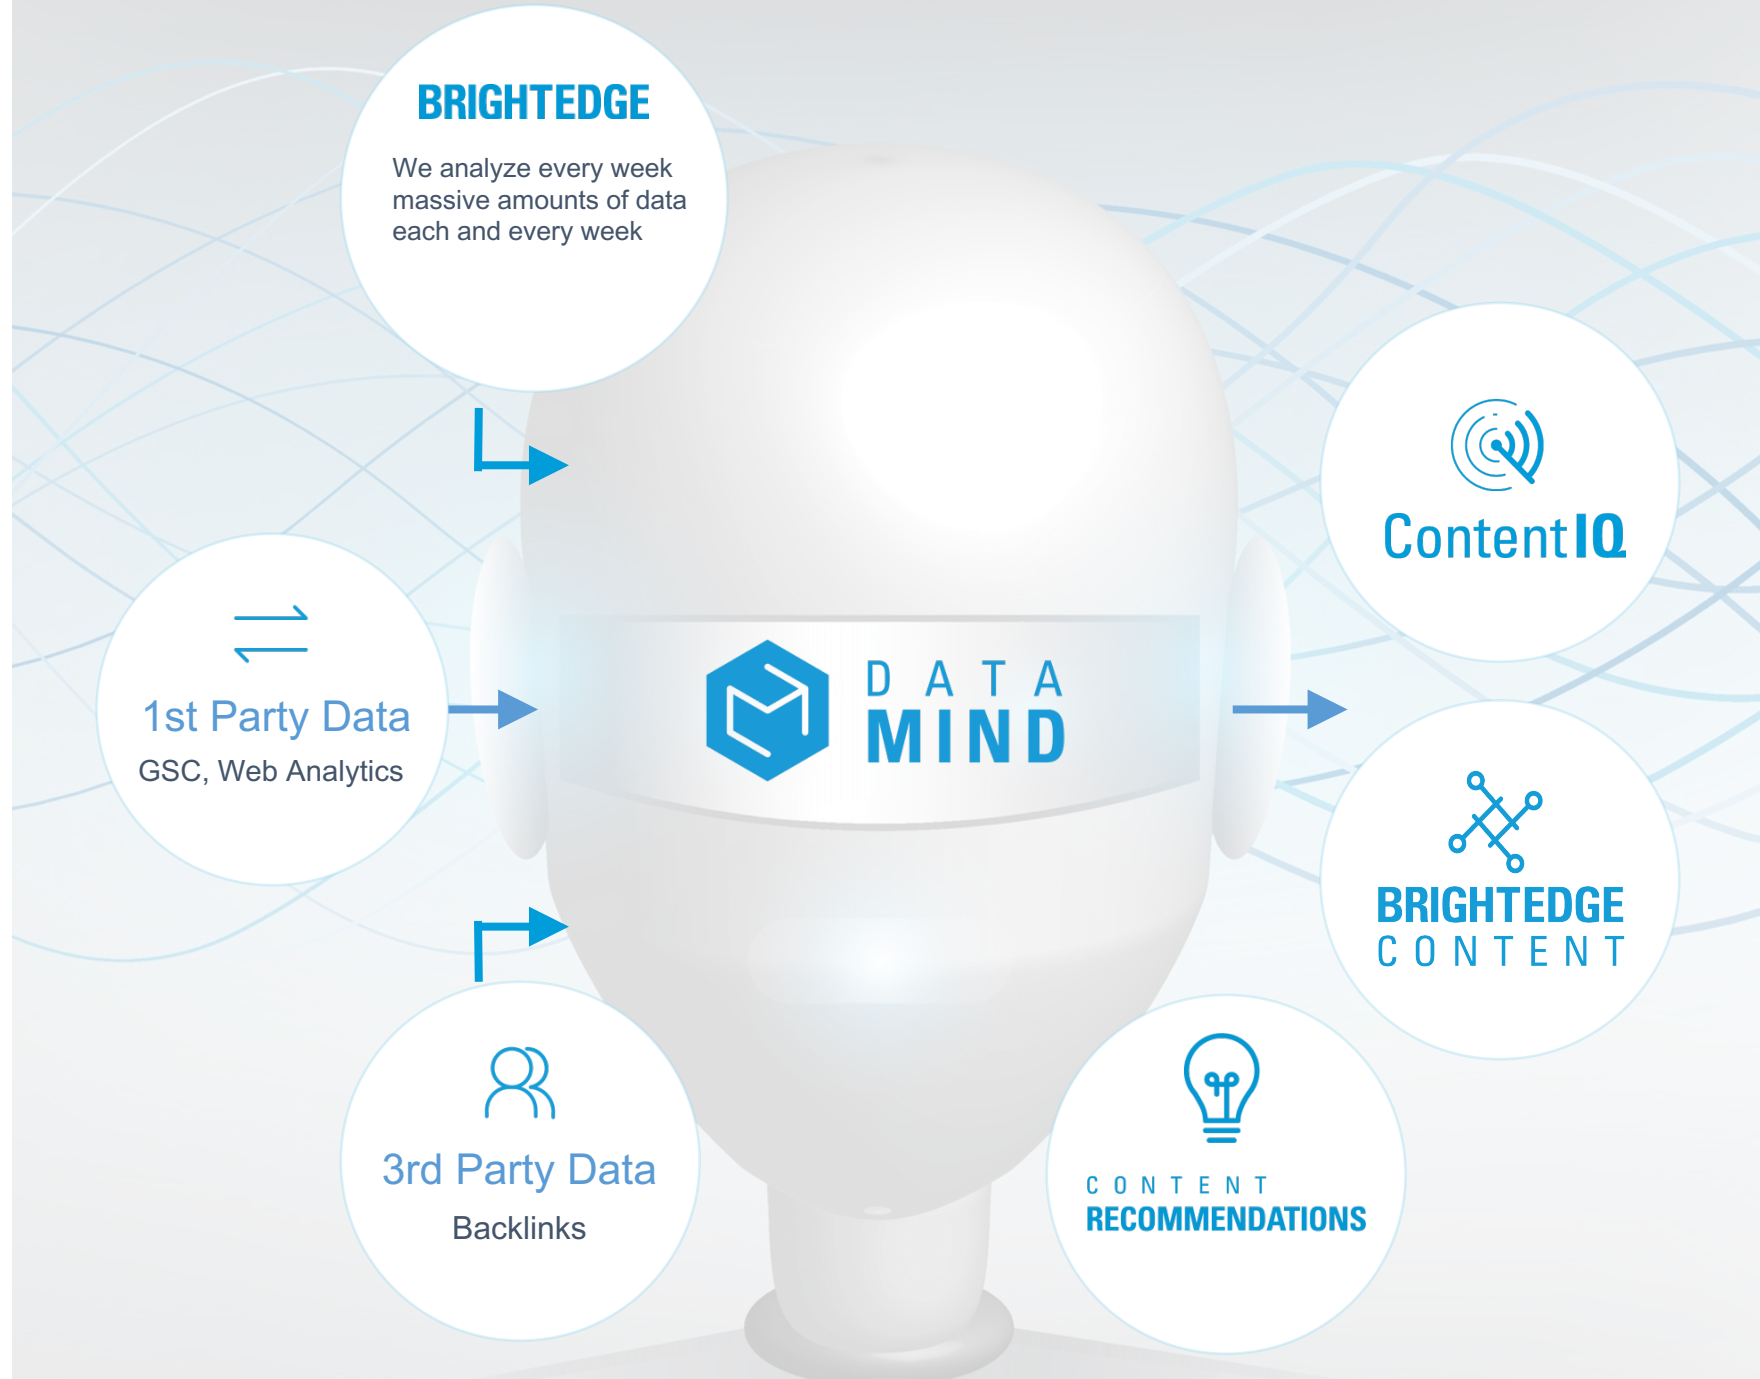 BRIGHTEDGE
We analyze every week
massive amounts of data
each and every week
1st Party Data
GSC, Web Analytics
3rd Party Data
Backlinks
DATA
MIND
ContentIQ
BRIGHTEDGE
CONTENT
CONTENT
RECOMMENDATIONS